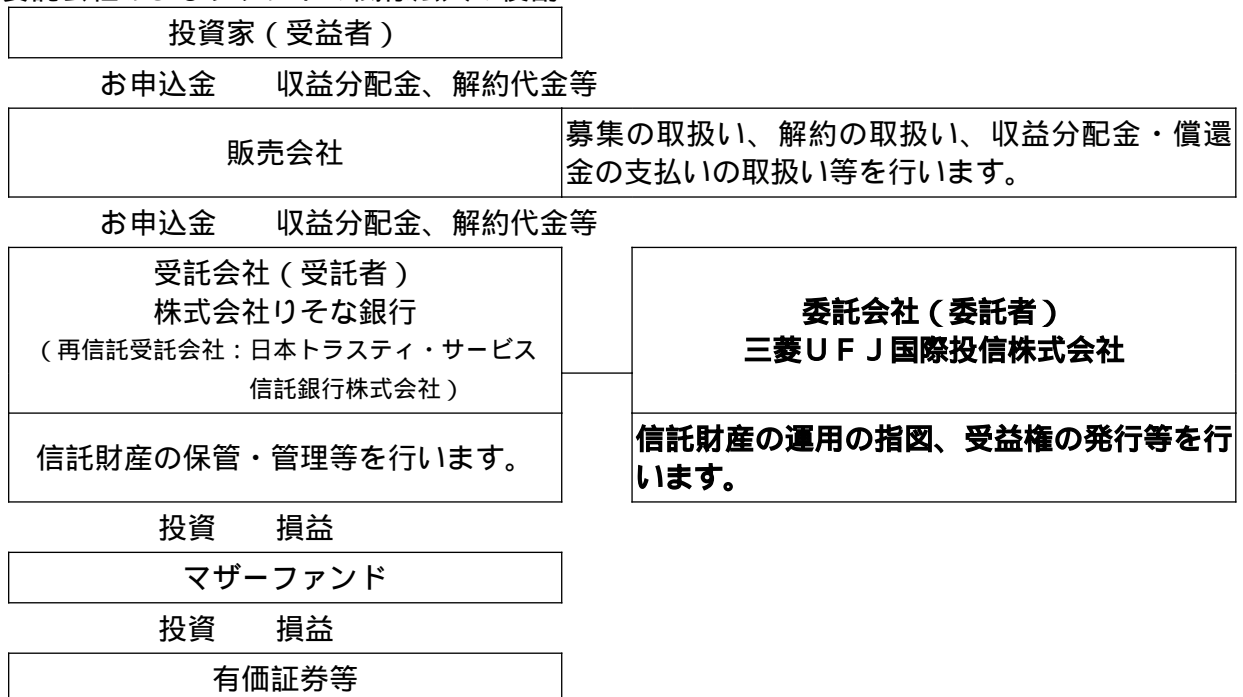 投資家（受益者）
お申込金　　収益分配金、解約代金等
販売会社
募集の取扱い、解約の取扱い、収益分配金・償還
金の支払いの取扱い等を行います。
お申込金　　収益分配金、解約代金等
受託会社（受託者）
株式会社りそな銀行
（再信託受託会社：日本トラスティ・サービス
信託銀行株式会社）
委託会社（委託者）
三菱ＵＦＪ国際投信株式会社
信託財産の保管・管理等を行います。
信託財産の運用の指図、受益権の発行等を行
います。
投資　　損益
マザーファンド
投資　　損益
有価証券等